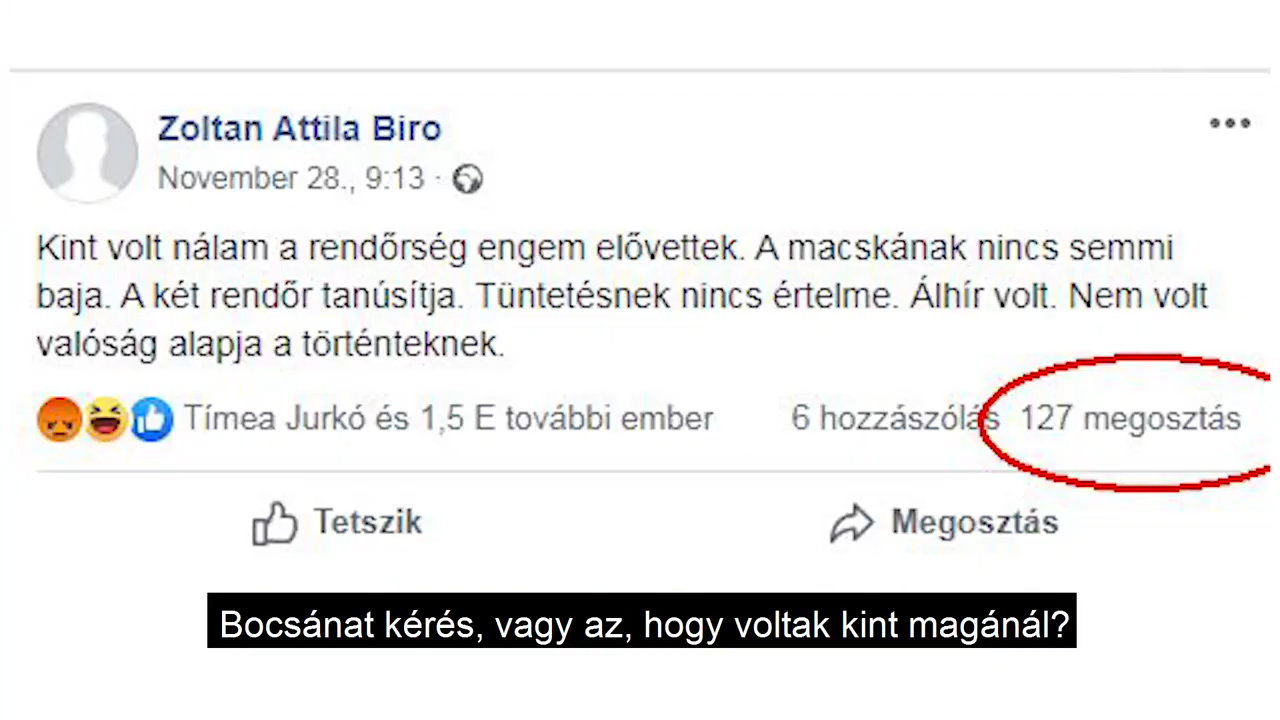 Zoltan Attila Biro
November 28., 9:13 ·
Kint volt nálam a rendőrség engem elővettek. A macskának nincs semmi
baja. A két rendőr tanúsítja. Tüntetésnek nincs értelme. Álhír volt. Nem volt
valóság alapja a történteknek.
Tímea Jurkó és 1,5 E további ember 6 hozzászólás 127 megosztás
Tetszik Megosztás
Bocsánat kérés, vagy az, hogy voltak kint magánál?